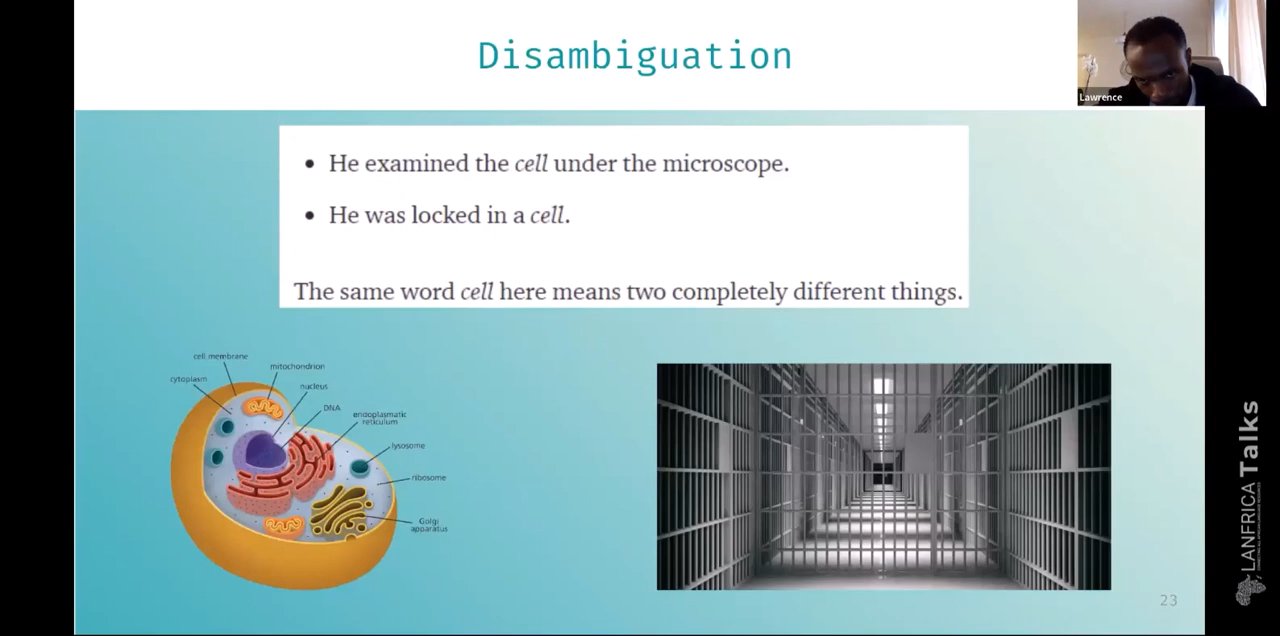 Disambiguation
Lawrence
• He examined the cell under the microscope.
• He was locked in a cell.
The same word cell here means two completely different things.
cell membrane
mitochondrion
cytoplasm
nucleus
DNA
endoplasmatic
reticulum
lysosome
ribosome
Golgi
apparatus
23
LANFRICA Talks